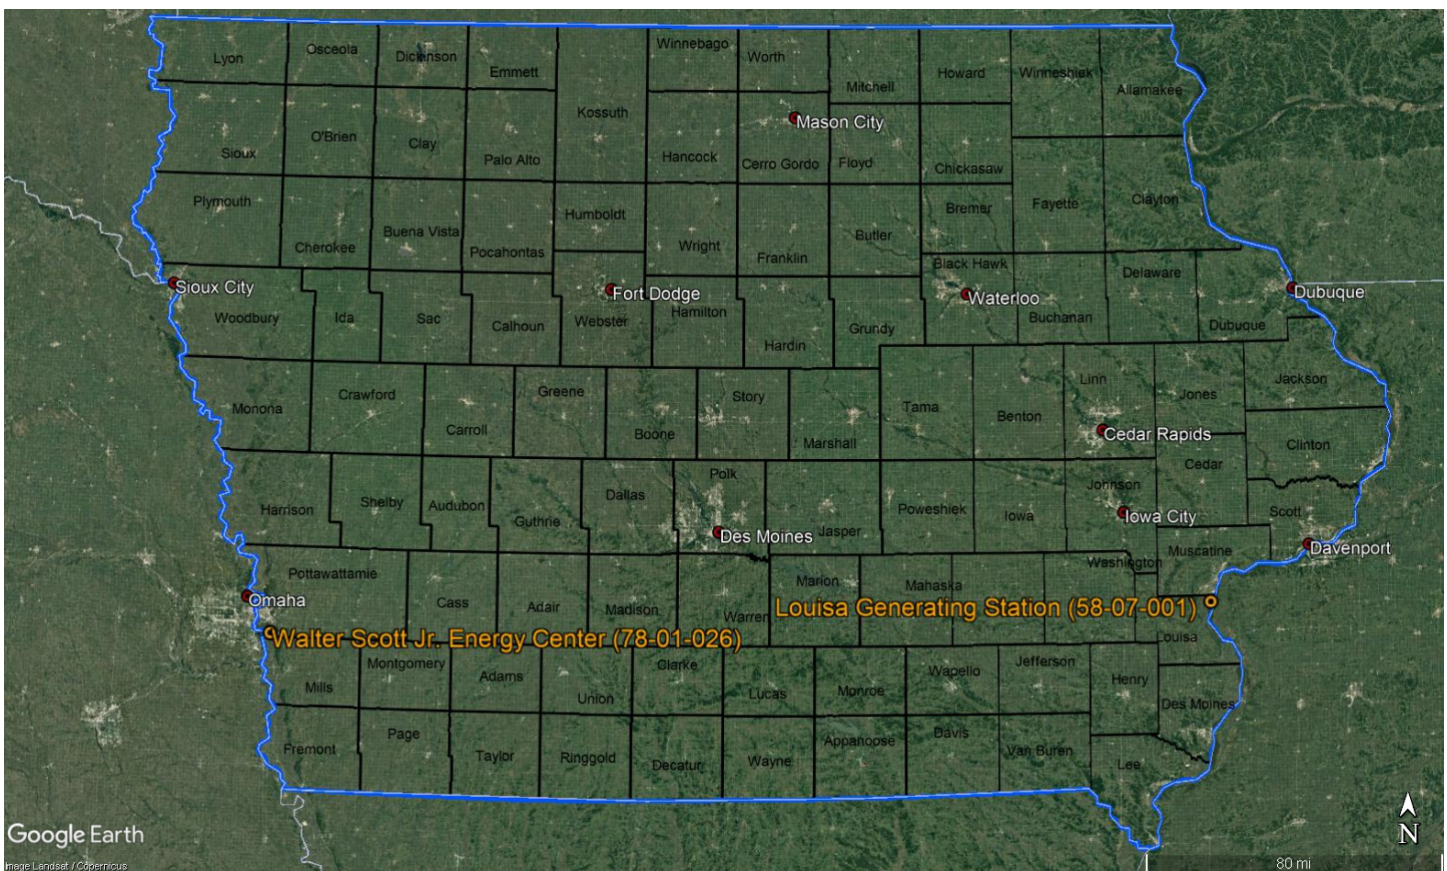 Winnebago
Osceola
Worth
Lyon
Dickinson
Emmett
Howard
Winneshiek
Mitchell
Allamakee
Kossuth
Mason City
O'Brien
Clay
Sioux
Palo Alto
Hancock
Cerro Gordo
Floyd
Chickasaw
Plymouth
Humboldt
Bremer
Fayette
Clayton
Cherokee
Buena Vista
Pocahontas
Wright
Butler
Franklin
Black Hawk
Delaware
Sioux City
Fort Dodge
Waterloo
Dubuque
Woodbury
Ida
Sac
Calhoun
Webster
Hamilton
Hardin
Grundy
Buchanan
Dubuque
Monona
Crawford
Carroll
Greene
Boone
Story
Marshall
Tama
Benton
Linn
Jones
Jackson
Cedar Rapids
Clinton
Harrison
Shelby
Audubon
Guthrie
Dallas
Polk
Jasper
Poweshiek
Iowa
Johnson
Cedar
Scott
Iowa City
Des Moines
Davenport
Muscatine
Washington
Pottawattamie
Omaha
Cass
Adair
Madison
Warren
Marion
Mahaska
Louisa Generating Station (58-07-001)
Walter Scott Jr. Energy Center (78-01-026)
Louisa
Mills
Montgomery
Adams
Union
Clarke
Lucas
Monroe
Wapello
Jefferson
Henry
Des Moines
Fremont
Page
Taylor
Ringgold
Decatur
Wayne
Appanoose
Davis
Van Buren
Lee
Google Earth
N
Image Landsat / Copernicus
80 mi